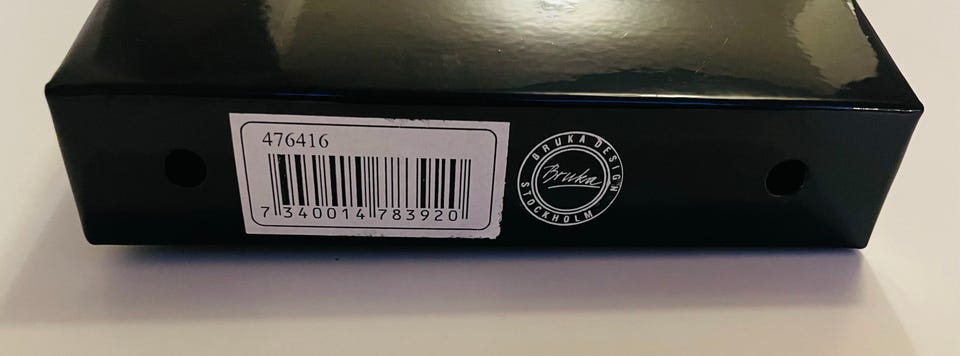 476416
7 340014 783920
BRUKA DESIGN
Bruka
STOCKHOLM